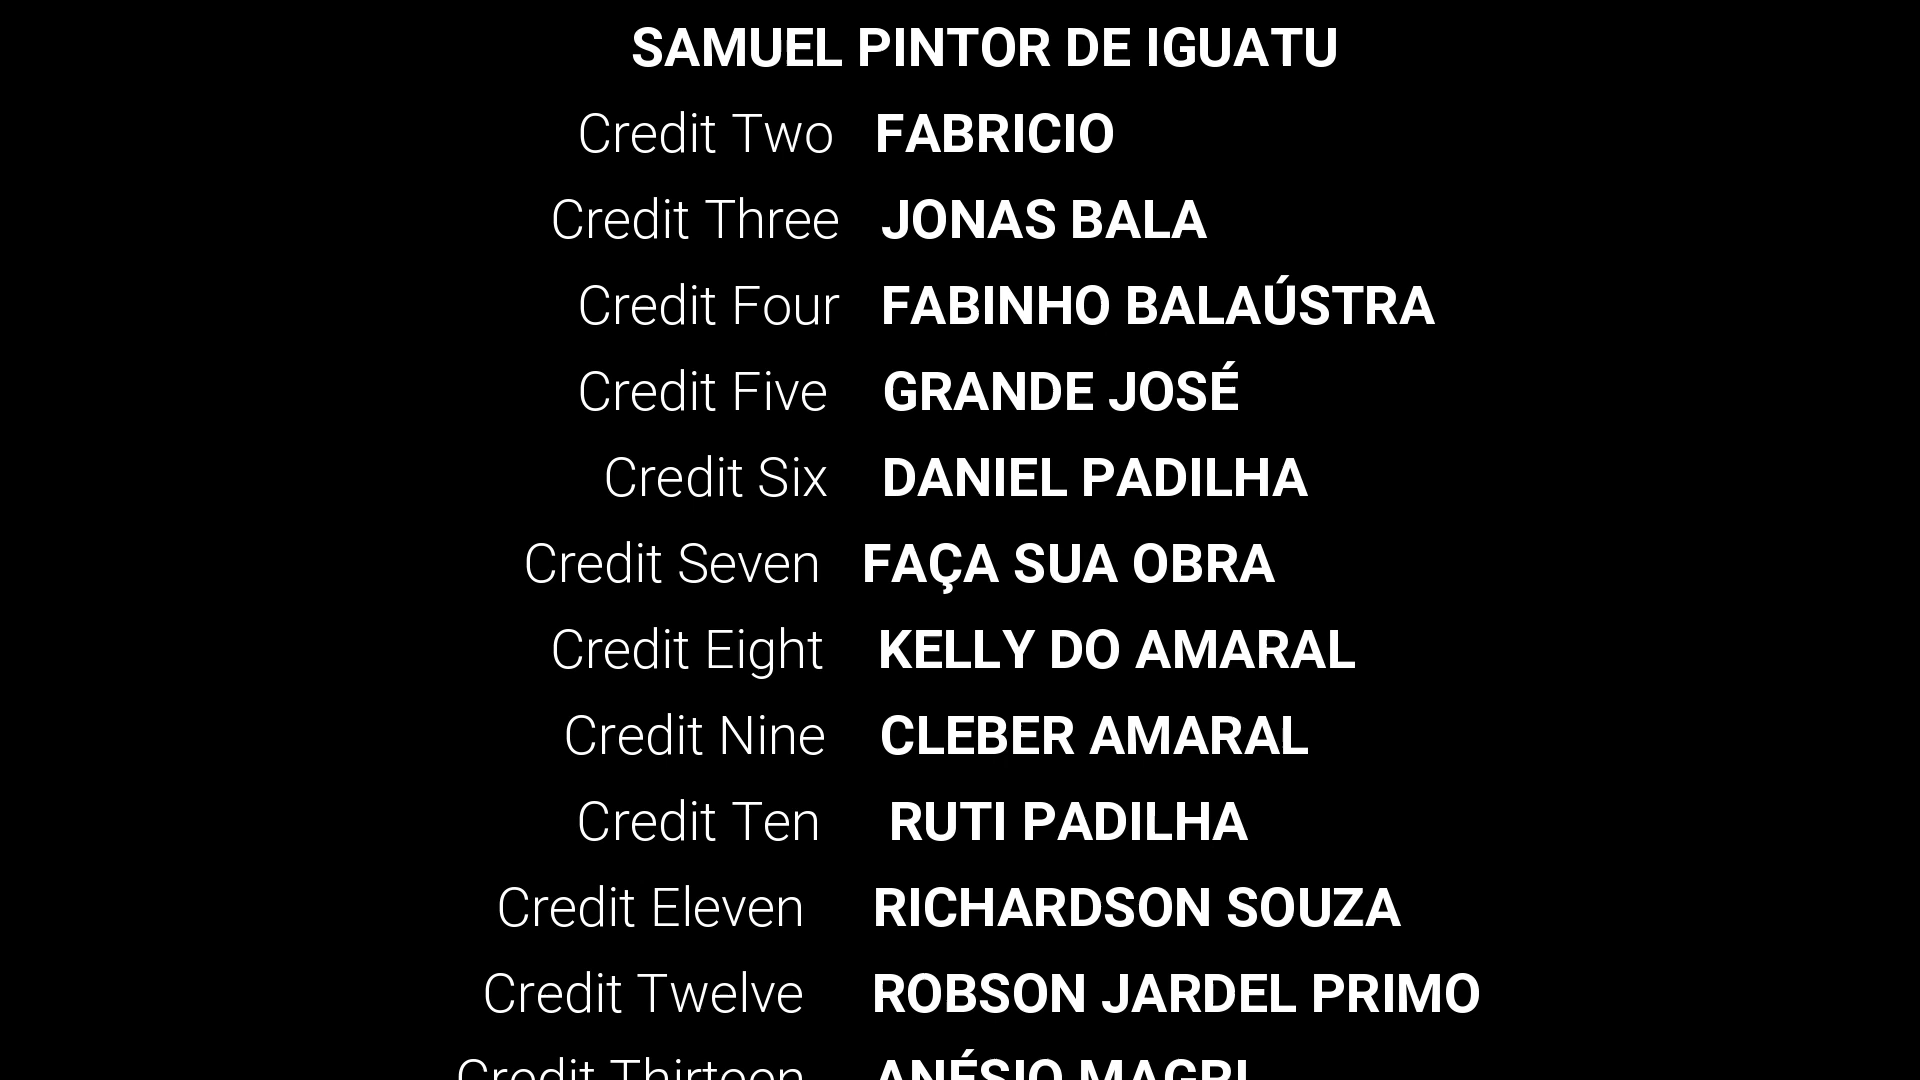 SAMUEL PINTOR DE IGUATU
Credit Two FABRICIO
Credit Three JONAS BALA
Credit Four FABINHO BALAÚSTRA
Credit Five GRANDE JOSÉ
Credit Six DANIEL PADILHA
Credit Seven FAÇA SUA OBRA
Credit Eight KELLY DO AMARAL
Credit Nine CLEBER AMARAL
Credit Ten RUTI PADILHA
Credit Eleven RICHARDSON SOUZA
Credit Twelve ROBSON JARDEL PRIMO
Credit Thirteen ANÉSIO MAGRI